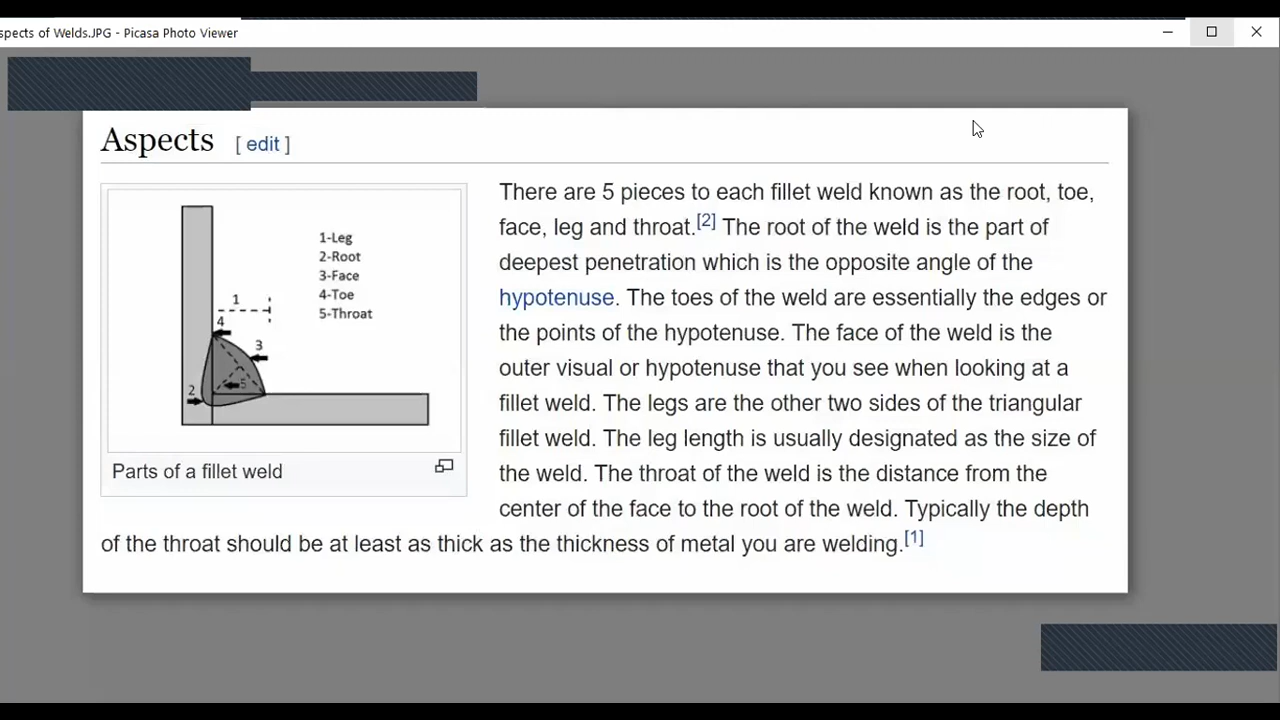 spects of Welds.JPG - Picasa Photo Viewer
Aspects [ edit ]
1-Leg
2-Root
3-Face
4-Toe
5-Throat
1
4
3
5
2
Parts of a fillet weld
There are 5 pieces to each fillet weld known as the root, toe,
face, leg and throat.[2] The root of the weld is the part of
deepest penetration which is the opposite angle of the
hypotenuse. The toes of the weld are essentially the edges or
the points of the hypotenuse. The face of the weld is the
outer visual or hypotenuse that you see when looking at a
fillet weld. The legs are the other two sides of the triangular
fillet weld. The leg length is usually designated as the size of
the weld. The throat of the weld is the distance from the
center of the face to the root of the weld. Typically the depth
of the throat should be at least as thick as the thickness of metal you are welding.[1]